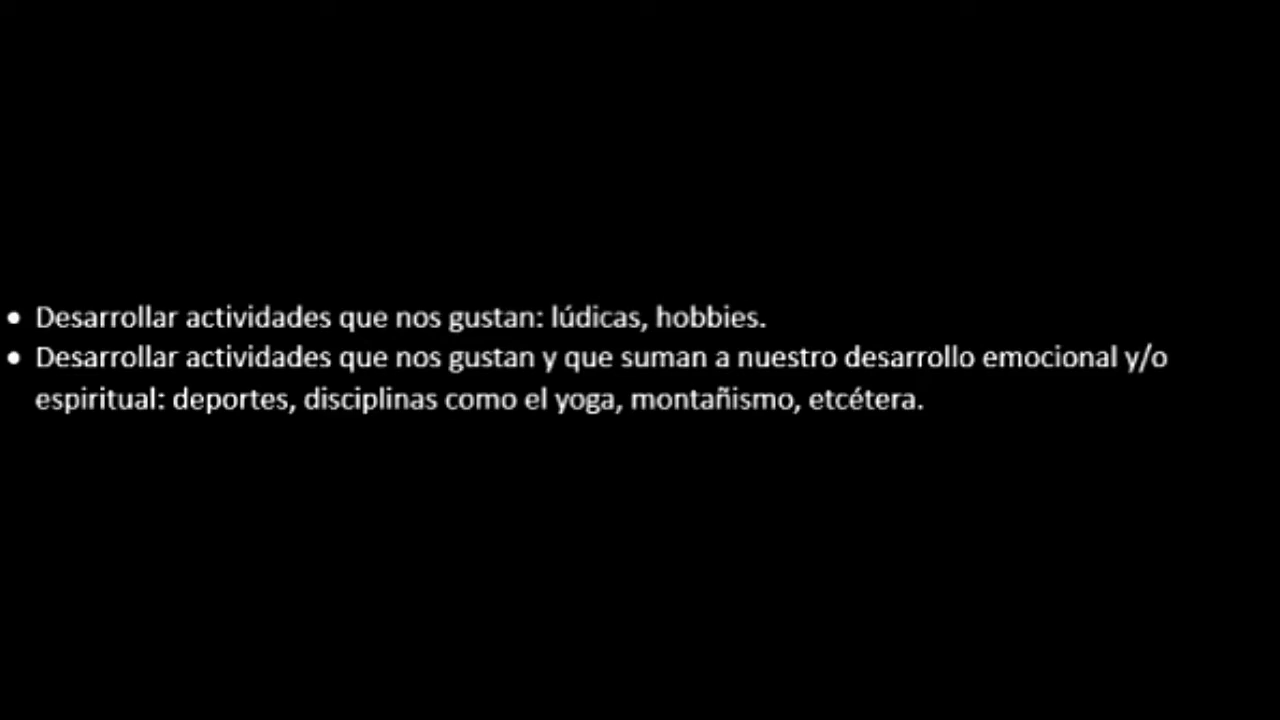 • Desarrollar actividades que nos gustan: lúdicas, hobbies.
• Desarrollar actividades que nos gustan y que suman a nuestro desarrollo emocional y/o
espiritual: deportes, disciplinas como el yoga, montañismo, etcétera.